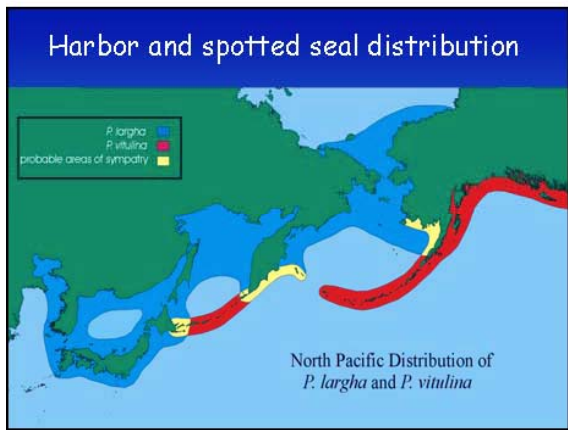 Harbor and spotted seal distribution
P. largha
P. vitulina
probable areas of sympatry
North Pacific Distribution of
P. largha and P. vitulina